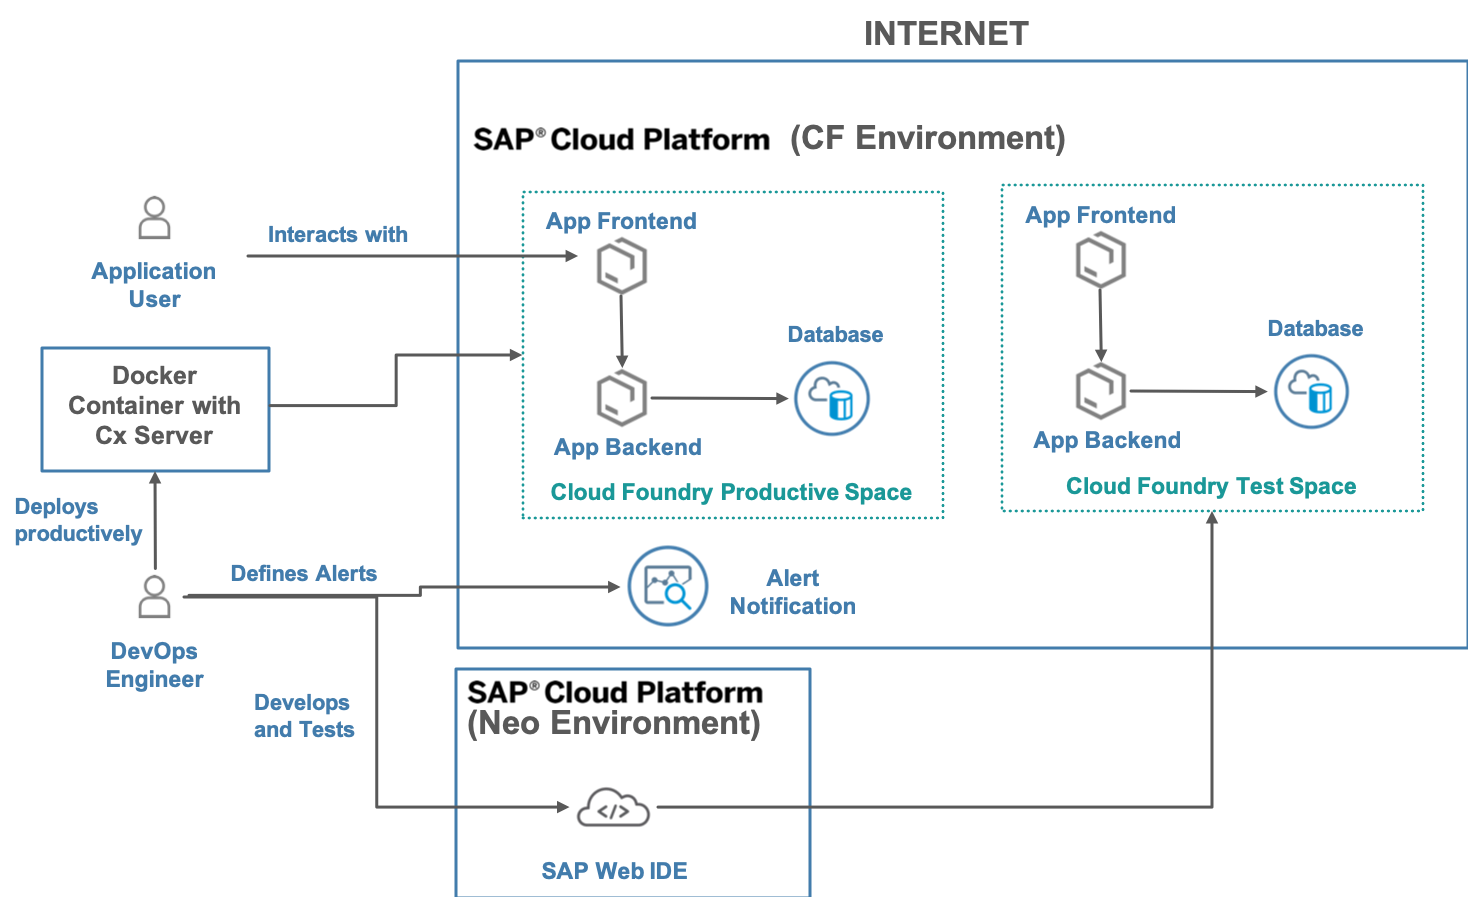 INTERNET
SAP® Cloud Platform (CF Environment)
Interacts with
Application
User
App Frontend
Database
App Backend
Cloud Foundry Productive Space
App Frontend
Database
App Backend
Cloud Foundry Test Space
Docker
Container with
Cx Server
Deploys
productively
Defines Alerts
Alert
Notification
DevOps
Engineer
Develops
and Tests
SAP® Cloud Platform
(Neo Environment)
</>
SAP Web IDE